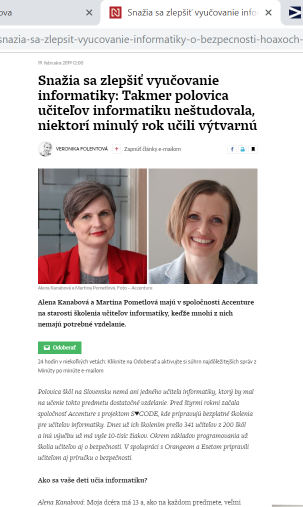 ova
Snažia sa zlepšiť vyučovanie info
snazia-sa-zlepsit-vyucovanie-informatiky-o-bezpecnosti-hoaxoch-
19. februára 2019 12:00
Snažia sa zlepšiť vyučovanie
informatiky: Takmer polovica
učiteľov informatiku neštudovala,
niektorí minulý rok učili výtvarnú
VERONIKA FOLENTOVÁ
Zapnúť články e-mailom
Alena Kanabová a Martina Pometlová. Foto – Accenture
Alena Kanabová a Martina Pometlová majú v spoločnosti Accenture
na starosti školenia učiteľov informatiky, keďže mnohí z nich
nemajú potrebné vzdelanie.
Odoberať
24 hodín v niekoľkých vetách: Kliknite na Odoberať a aktivujte si súhrn najdôležitejších správ z
Minúty po minúte e-mailom
Polovica škôl na Slovensku nemá ani jedného učiteľa informatiky, ktorý by mal
na učenie tohto predmetu dostatočné vzdelanie. Pred štyrmi rokmi začala
spoločnosť Accenture s projektom S♥CODE, kde pripravujú bezplatné školenia
pre učiteľov informatiky. Dnes už ich školením prešlo 341 učiteľov z 200 škôl
a iná výučba už má vyše 10-tisíc žiakov. Okrem základov programovania už
školia učiteľov aj o bezpečnosti. V spolupráci s Orangeom a Esetom pripravili
učiteľom aj príručku o bezpečnosti.
Ako sa vaše deti učia informatiku?
Alena Kanabová: Moja dcéra má 13 a, ako na každom predmete, veľmi